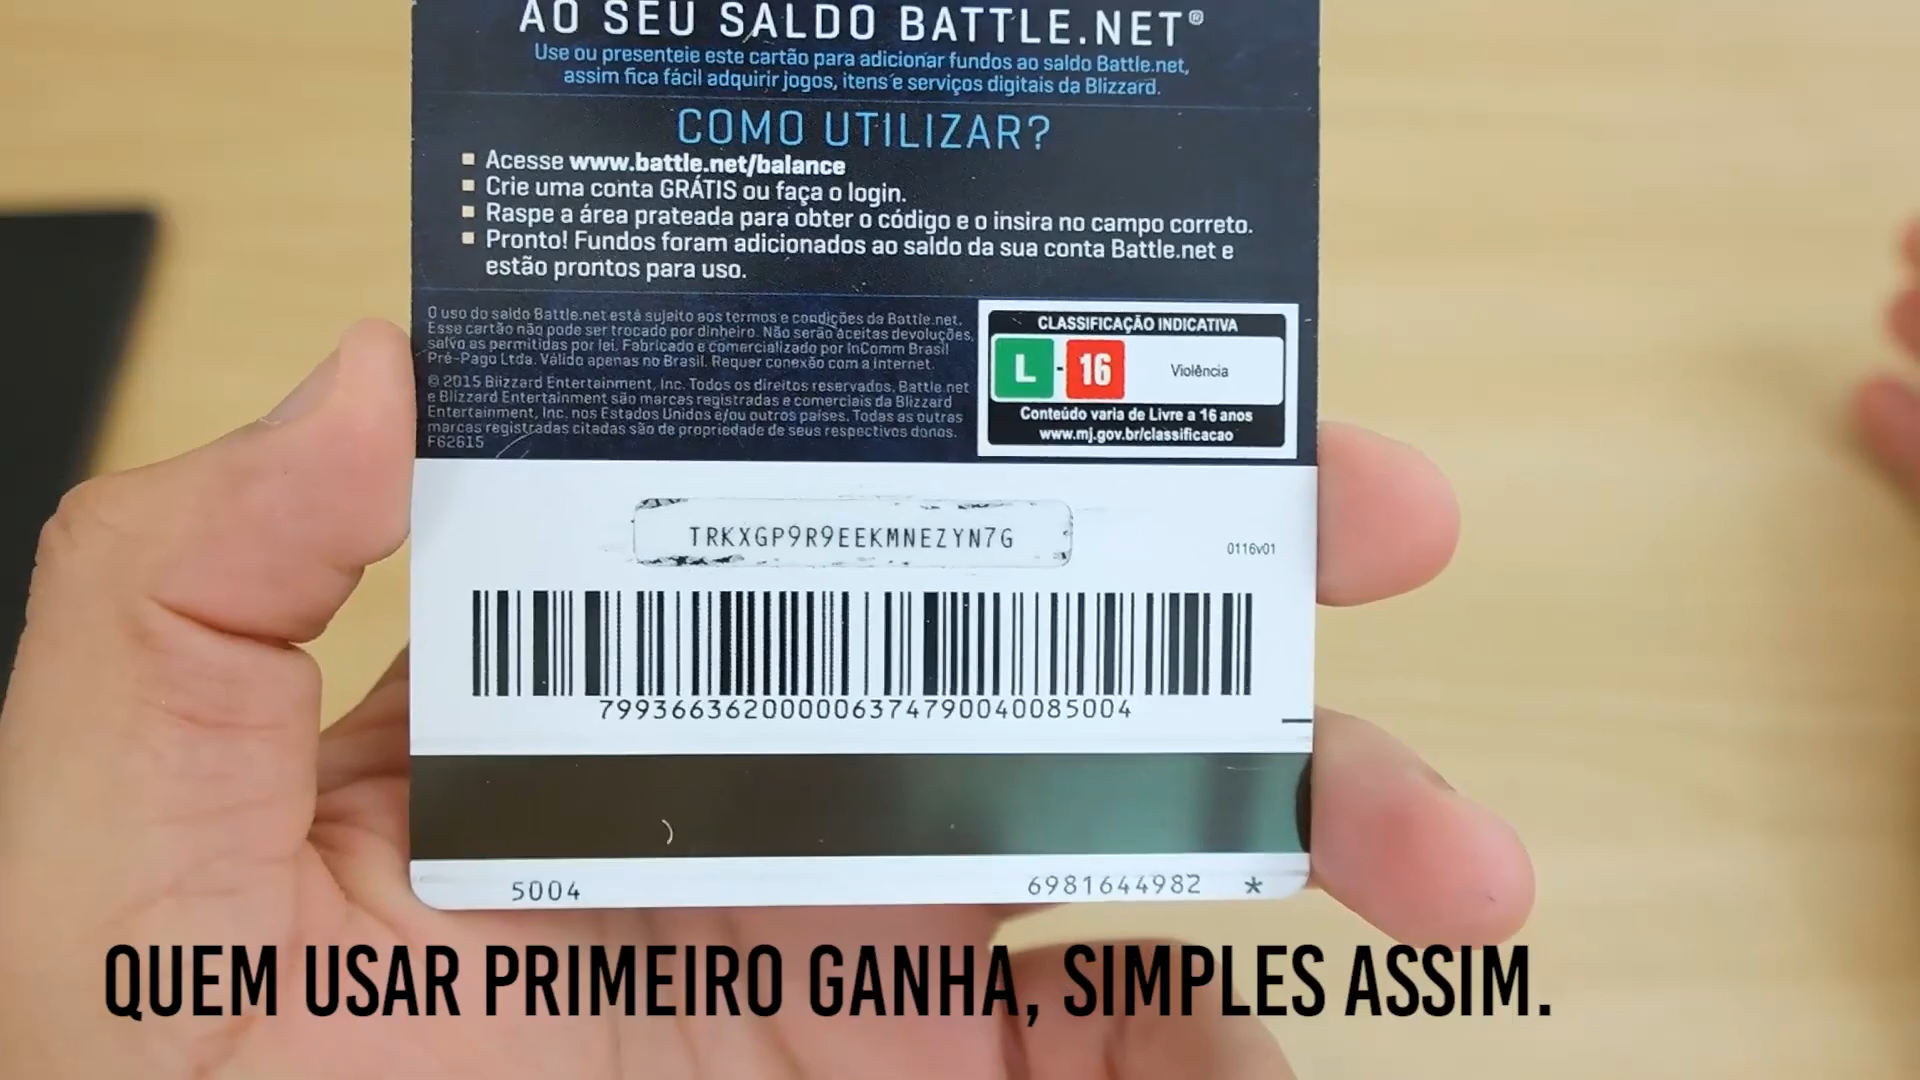 AO SEU SALDO BATTLE.NET®
Use ou presenteie este cartão para adicionar fundos ao saldo Battle.net,
assim fica fácil adquirir jogos, itens e serviços digitais da Blizzard.
COMO UTILIZAR?
Acesse www.battle.net/balance
Crie uma conta GRÁTIS ou faça o login.
Raspe a área prateada para obter o código e o insira no campo correto.
Pronto! Fundos foram adicionados ao saldo da sua conta Battle.net e
estão prontos para uso.
O uso do saldo Battle.net está sujeito aos termos e condições da Battle.net.
Esse cartão não pode ser trocado por dinheiro. Não serão aceitas devoluções,
salvo as permitidas por lei. Fabricado e comercializado por InComm Brasil
Pré-Pago Ltda. Válido apenas no Brasil. Requer conexão com a internet.
© 2015 Blizzard Entertainment, Inc. Todos os direitos reservados. Battle.net
e Blizzard Entertainment são marcas registradas e comerciais da Blizzard
Entertainment, Inc. nos Estados Unidos e/ou outros países. Todas as outras
marcas registradas citadas são de propriedade de seus respectivos donos.
F62615
CLASSIFICAÇÃO INDICATIVA
L - 16 Violência
Conteúdo varia de Livre a 16 anos
www.mj.gov.br/classificacao
TRKXGP9R9EEKMNEZYN7G
0116v01
799366362000006374790040085004
5004 6981644982 *
QUEM USAR PRIMEIRO GANHA, SIMPLES ASSIM.